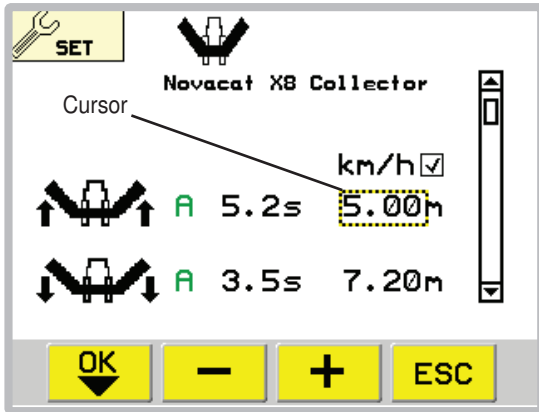 SET
Novacat X8 Collector
Cursor
km/h
A 5.2s 5.00m
A 3.5s 7.20m
OK - + ESC